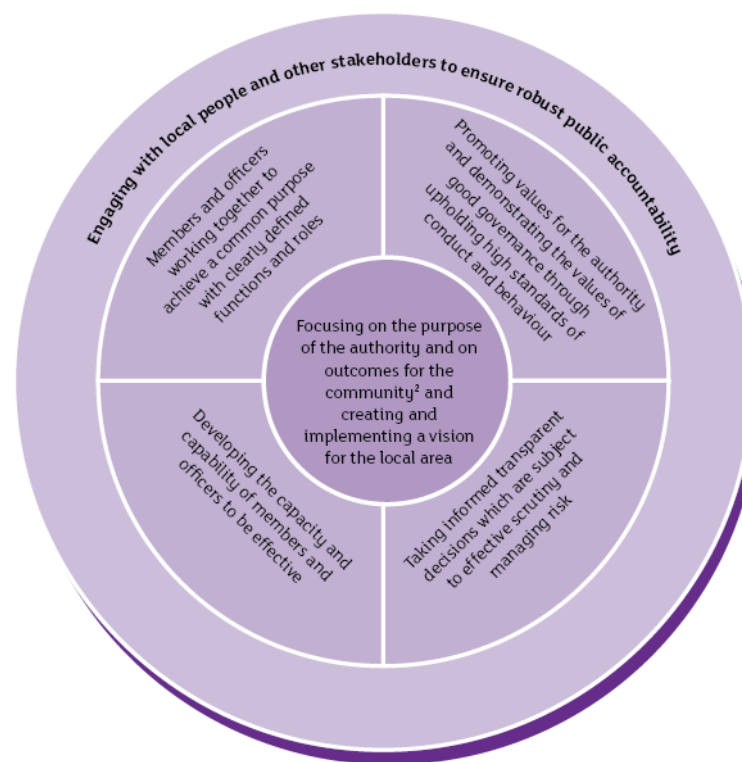 Engaging with local people and other stakeholders to ensure robust public accountability
Members and officers
working together to
achieve a common purpose
with clearly defined
functions and roles
Promoting values for the authority
and demonstrating the values of
good governance through
upholding high standards of
conduct and behaviour
Focusing on the purpose
of the authority and on
outcomes for the
community² and
creating and
implementing a vision
for the local area
Developing the capacity and
capability of members and
officers to be effective
Taking informed transparent
decisions which are subject
to effective scrutiny and
managing risk